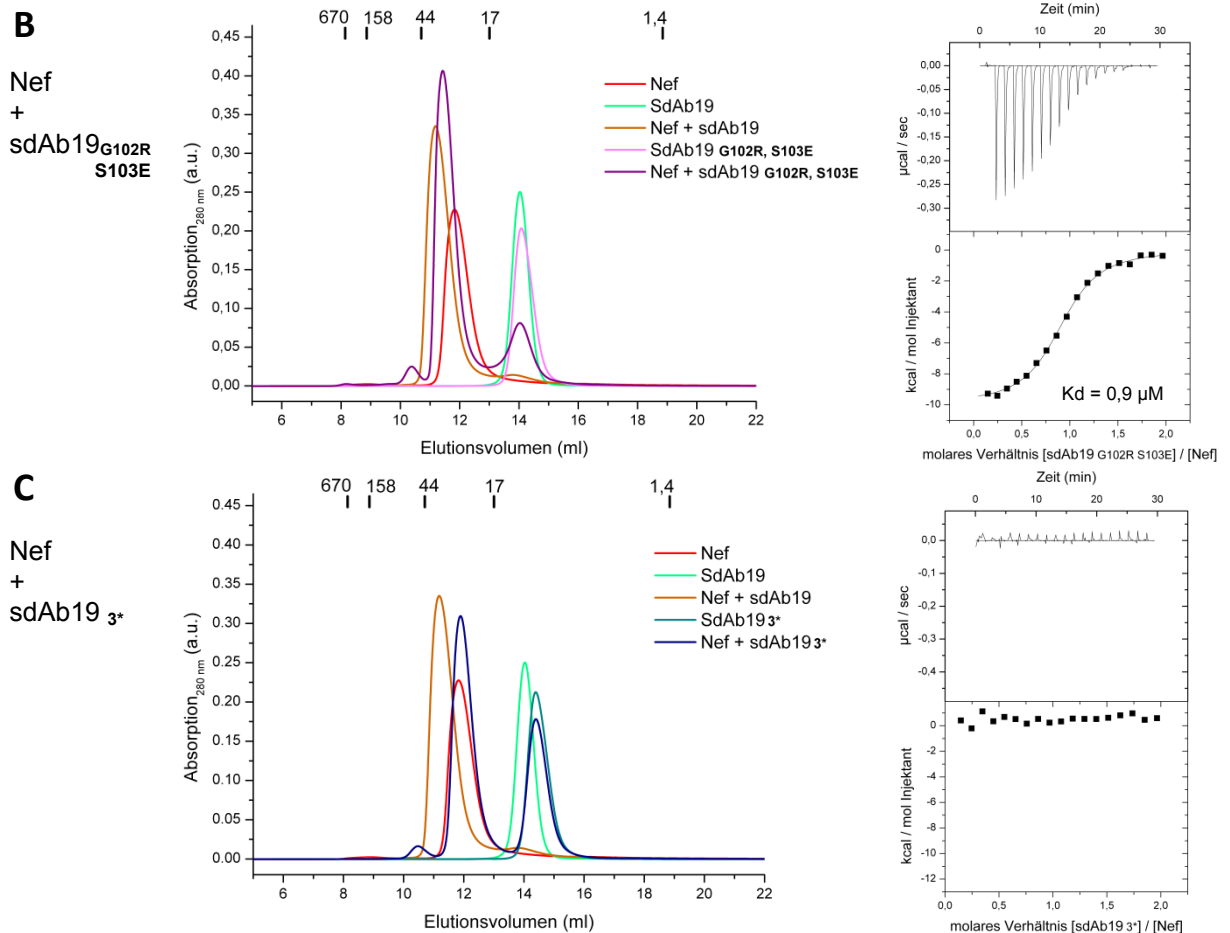 B
Nef
+
sdAb19G102R
S103E
670 158 44 17 1,4
0,45
0.40
0,35
0,30
0,25
0.20
0,15
0,10
0,05
0,00
Absorption280 nm (a.u.)
6 8 10 12 14 16 18 20 22
Elutionsvolumen (ml)
Nef
SdAb19
Nef + sdAb19
SdAb19 G102R, S103E
Nef + sdAb19 G102R, S103E
Zeit (min)
0 10 20 30
0,00
-0,05
-0,10
-0,15
-0,20
-0,25
-0,30
µcal / sec
0
-2
-4
-6
-8
-10
kcal / mol Injektant
Kd = 0,9 µM
0,0 0,5 1,0 1,5 2,0
molares Verhältnis [sdAb19 G102R S103E] / [Nef]
C
Nef
+
sdAb19 3*
670 158 44 17 1,4
0.45
0.40
0.35
0.30
0.25
0.20
0.15
0.10
0.05
0.00
Absorption280 nm (a.u.)
6 8 10 12 14 16 18 20 22
Elutionsvolumen (ml)
Nef
SdAb19
Nef + sdAb19
SdAb19 3*
Nef + sdAb19 3*
Zeit (min)
0 10 20 30
0,0
-0,1
-0,2
-0,3
-0,4
µcal / sec
0
-2
-4
-6
-8
-10
-12
kcal / mol Injektant
0,0 0,5 1,0 1,5 2,0
molares Verhältnis [sdAb19 3*] / [Nef]